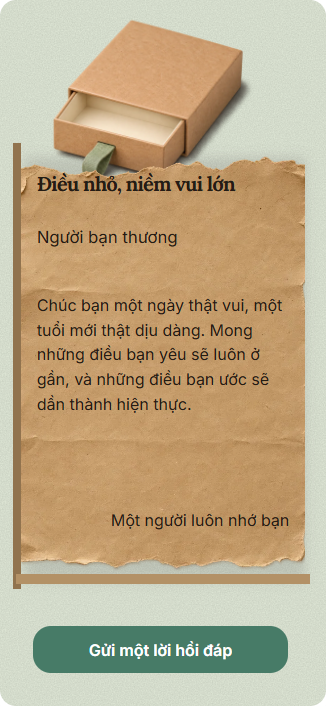 Điều nhỏ, niềm vui lớn
Người bạn thương
Chúc bạn một ngày thật vui, một
tuổi mới thật dịu dàng. Mong
những điều bạn yêu sẽ luôn ở
gần, và những điều bạn ước sẽ
dần thành hiện thực.
Một người luôn nhớ bạn
Gửi một lời hồi đáp